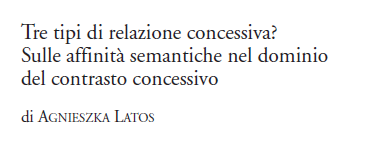 Tre tipi di relazione concessiva?
Sulle affinità semantiche nel dominio
del contrasto concessivo
di AGNIESZKA LATOS